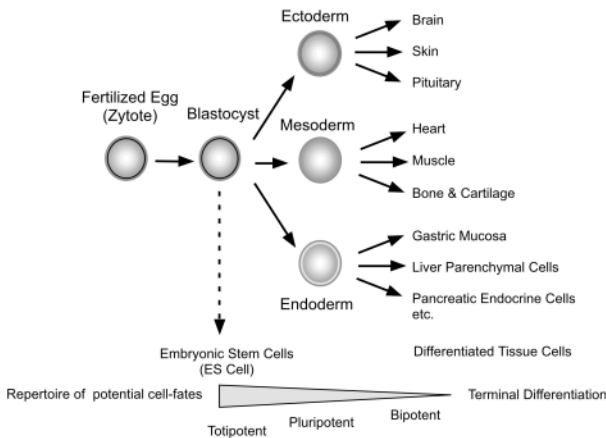 Ectoderm
Brain
Skin
Pituitary
Fertilized Egg
(Zytote)
Blastocyst
Mesoderm
Heart
Muscle
Bone & Cartilage
Gastric Mucosa
Liver Parenchymal Cells
Pancreatic Endocrine Cells
etc.
Endoderm
Embryonic Stem Cells
(ES Cell)
Differentiated Tissue Cells
Repertoire of potential cell-fates
Terminal Differentiation
Totipotent
Pluripotent
Bipotent